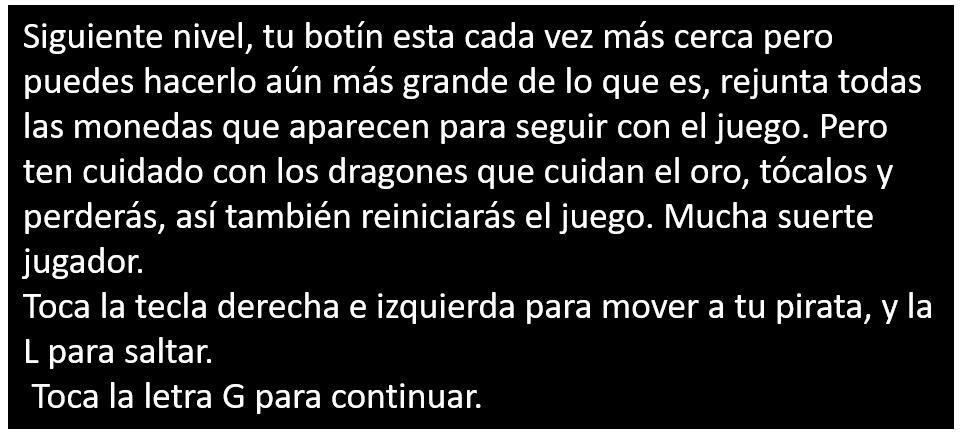 Siguiente nivel, tu botín esta cada vez más cerca pero
puedes hacerlo aún más grande de lo que es, rejunta todas
las monedas que aparecen para seguir con el juego. Pero
ten cuidado con los dragones que cuidan el oro, tócalos y
perderás, así también reiniciarás el juego. Mucha suerte
jugador.
Toca la tecla derecha e izquierda para mover a tu pirata, y la
L para saltar.
Toca la letra G para continuar.